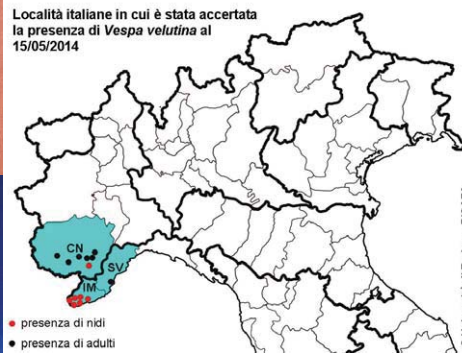 Località italiane in cui è stata accertata
la presenza di Vespa velutina al
15/05/2014
CN
SV
IM
presenza di nidi
presenza di adulti